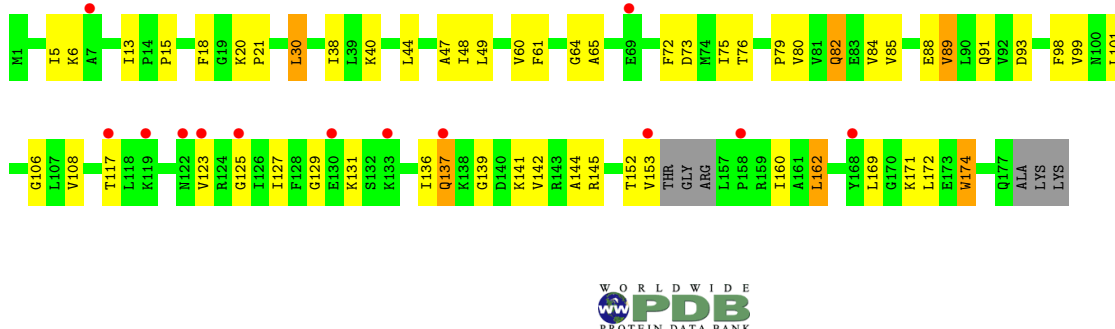 M1 I5 K6 A7 I13 P14 P15 F18 G19 K20 P21 L30 I38 L39 K40 L44 A47 I48 L49 V60 F61 G64 A65 E69 F72 D73 M74 I75 T76 P79 V80 V81 Q82 E83 V84 V85 E88 V89 L90 Q91 V92 D93 F98 V99 N100 L101
G106 L107 V108 T117 L118 K119 N122 V123 R124 G125 I126 I127 F128 G129 E130 K131 S132 K133 I136 Q137 K138 G139 D140 K141 V142 R143 A144 R145 T152 V153 THR GLY ARG L157 P158 R159 I160 A161 L162 Y168 L169 G170 K171 L172 E173 W174 Q177 ALA LYS LYS
WORLDWIDE
PDB
PROTEIN DATA BANK